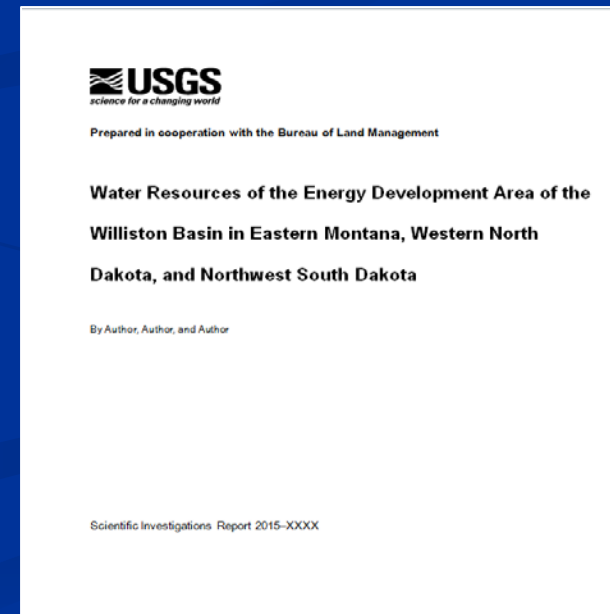 USGS
science for a changing world
Prepared in cooperation with the Bureau of Land Management
Water Resources of the Energy Development Area of the
Williston Basin in Eastern Montana, Western North
Dakota, and Northwest South Dakota
By Author, Author, and Author
Scientific Investigations Report 2015–XXXX